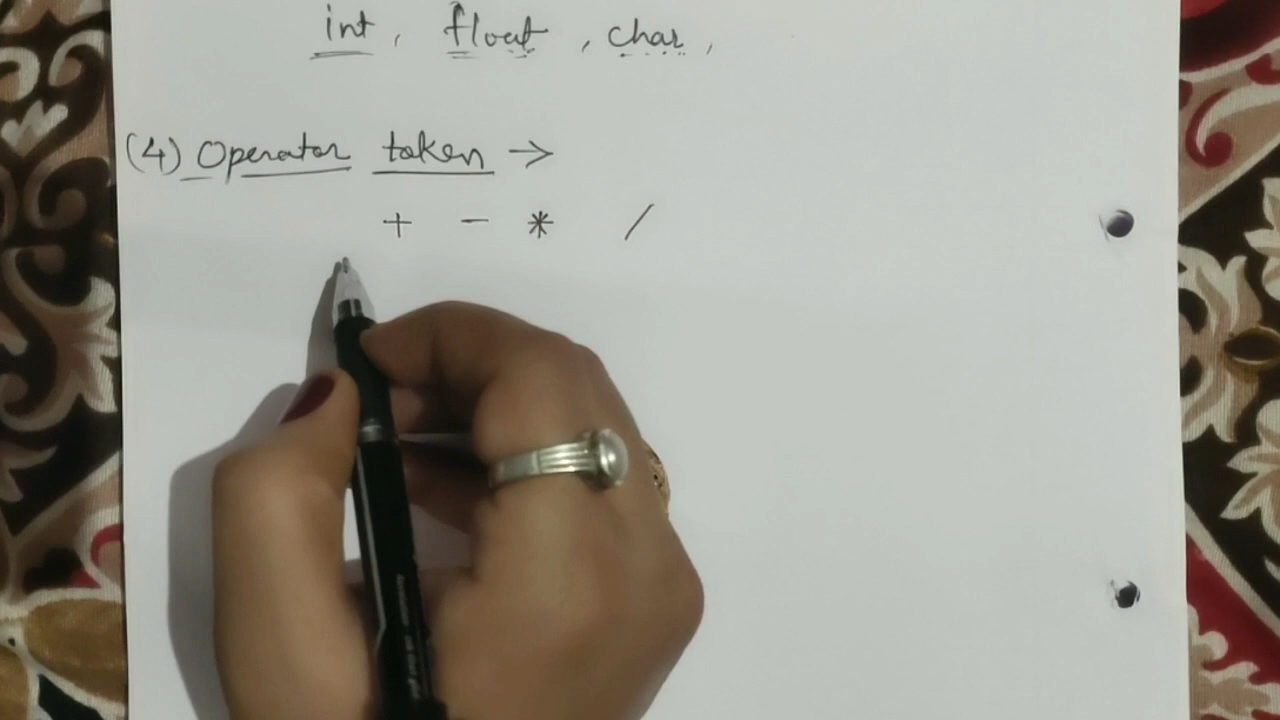 int, float, char,
(4) Operator token →
+ - * /